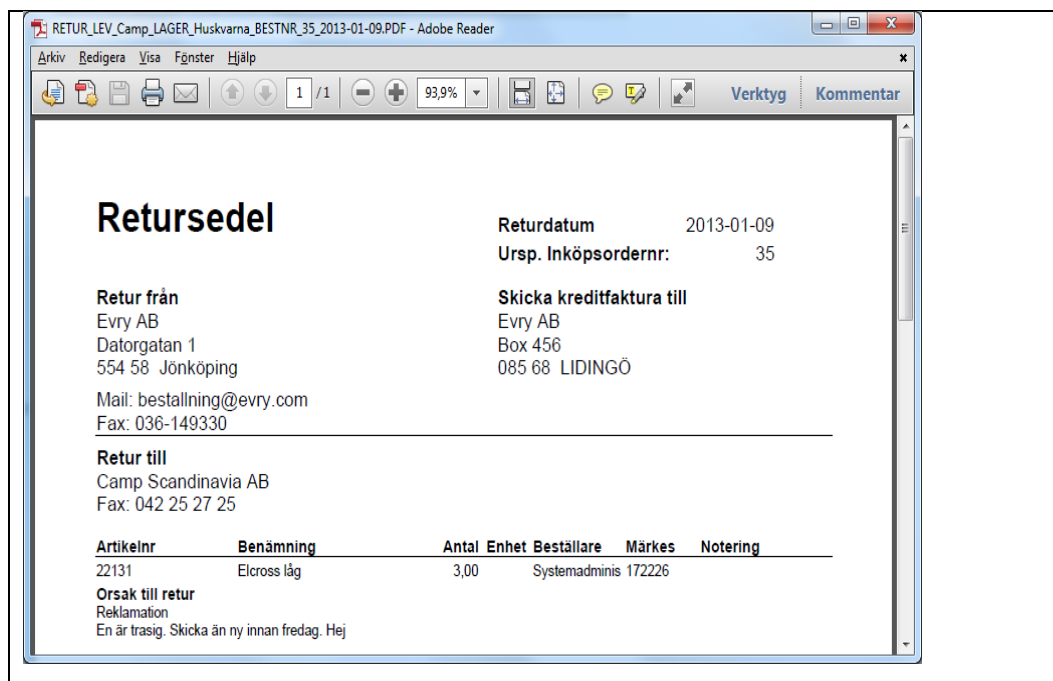 RETUR_LEV_Camp_LAGER_Huskvarna_BESTNR_35_2013-01-09.PDF - Adobe Reader
Arkiv Redigera Visa Fönster Hjälp
1 /1 93,9% Verktyg Kommentar
Retursedel
Returdatum 2013-01-09
Ursp. Inköpsordernr: 35
Retur från
Evry AB
Datorgatan 1
554 58 Jönköping
Mail: bestallning@evry.com
Fax: 036-149330
Skicka kreditfaktura till
Evry AB
Box 456
085 68 LIDINGÖ
Retur till
Camp Scandinavia AB
Fax: 042 25 27 25
Artikelnr Benämning Antal Enhet Beställare Märkes Notering
22131 Elcross låg 3,00 Systemadminis 172226
Orsak till retur
Reklamation
En är trasig. Skicka än ny innan fredag. Hej